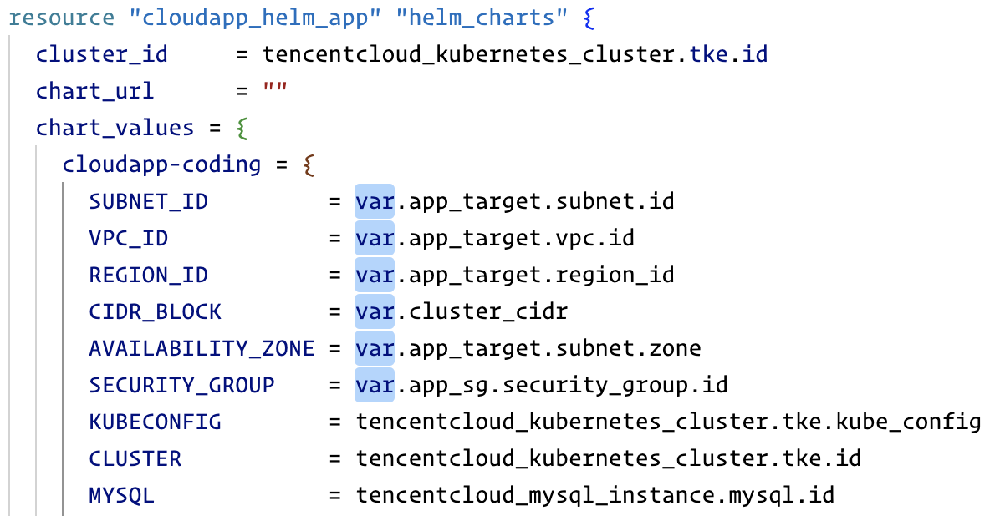 resource "cloudapp_helm_app" "helm_charts" {
  cluster_id     = tencentcloud_kubernetes_cluster.tke.id
  chart_url      = ""
  chart_values = {
    cloudapp-coding = {
      SUBNET_ID         = var.app_target.subnet.id
      VPC_ID            = var.app_target.vpc.id
      REGION_ID         = var.app_target.region_id
      CIDR_BLOCK        = var.cluster_cidr
      AVAILABILITY_ZONE = var.app_target.subnet.zone
      SECURITY_GROUP    = var.app_sg.security_group.id
      KUBECONFIG        = tencentcloud_kubernetes_cluster.tke.kube_config
      CLUSTER           = tencentcloud_kubernetes_cluster.tke.id
      MYSQL             = tencentcloud_mysql_instance.mysql.id